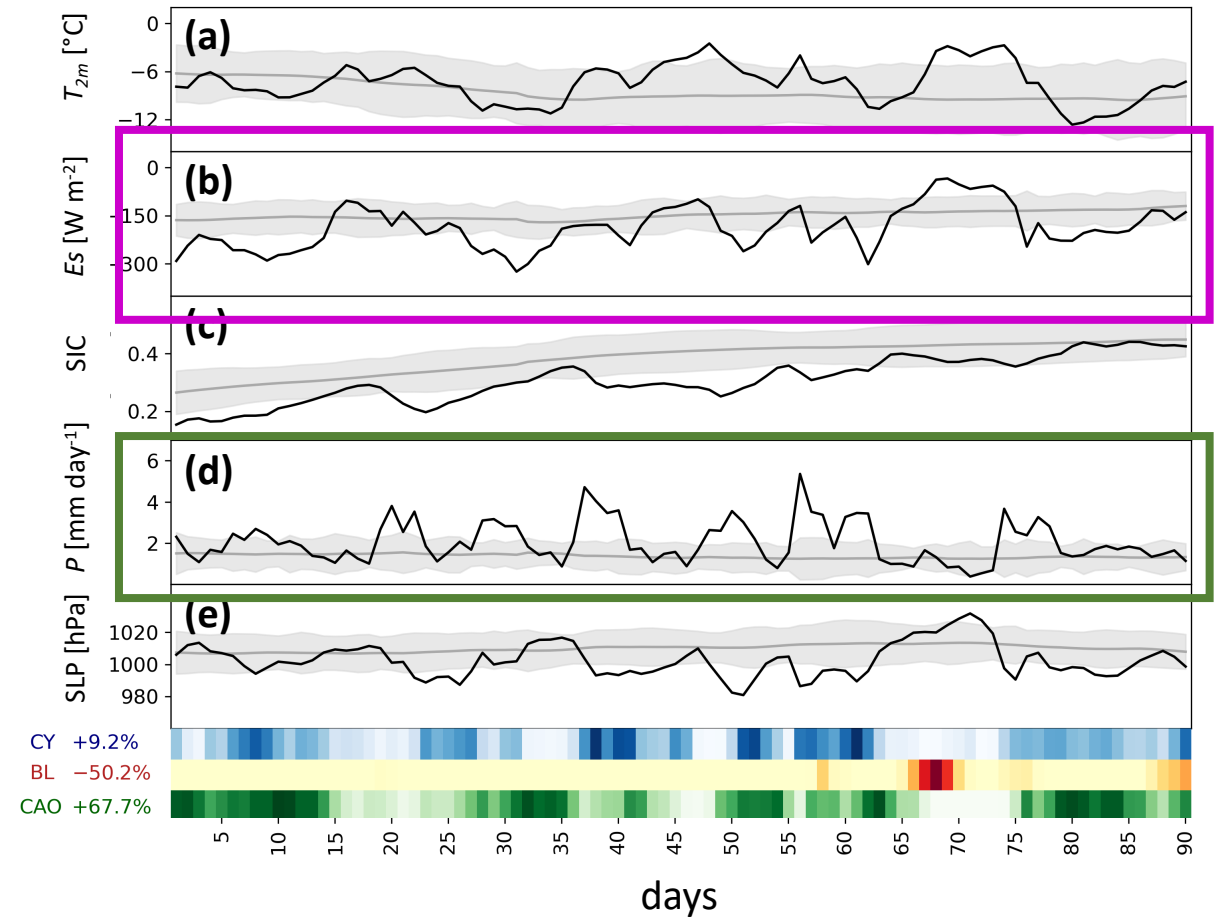 (a)
T2m [°C]
0
−6
−12
(b)
Es [W m-2]
0
150
300
(c)
SIC
0.4
0.2
(d)
P [mm day-1]
6
4
2
(e)
SLP [hPa]
1020
1000
980
CY +9.2%
BL −50.2%
CAO +67.7%
5 10 15 20 25 30 35 40 45 50 55 60 65 70 75 80 85 90
days